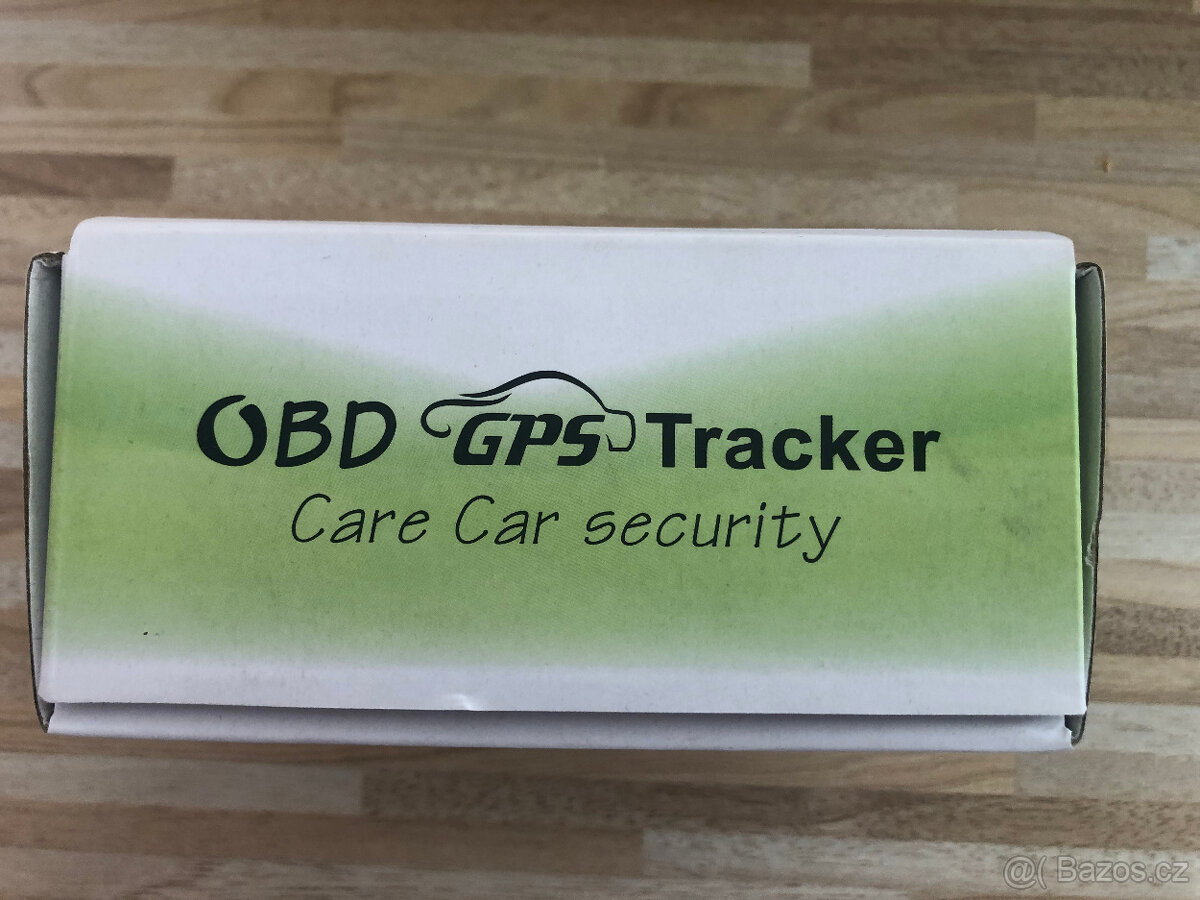 OBD GPS Tracker
Care Car security
@( Bazos.cz